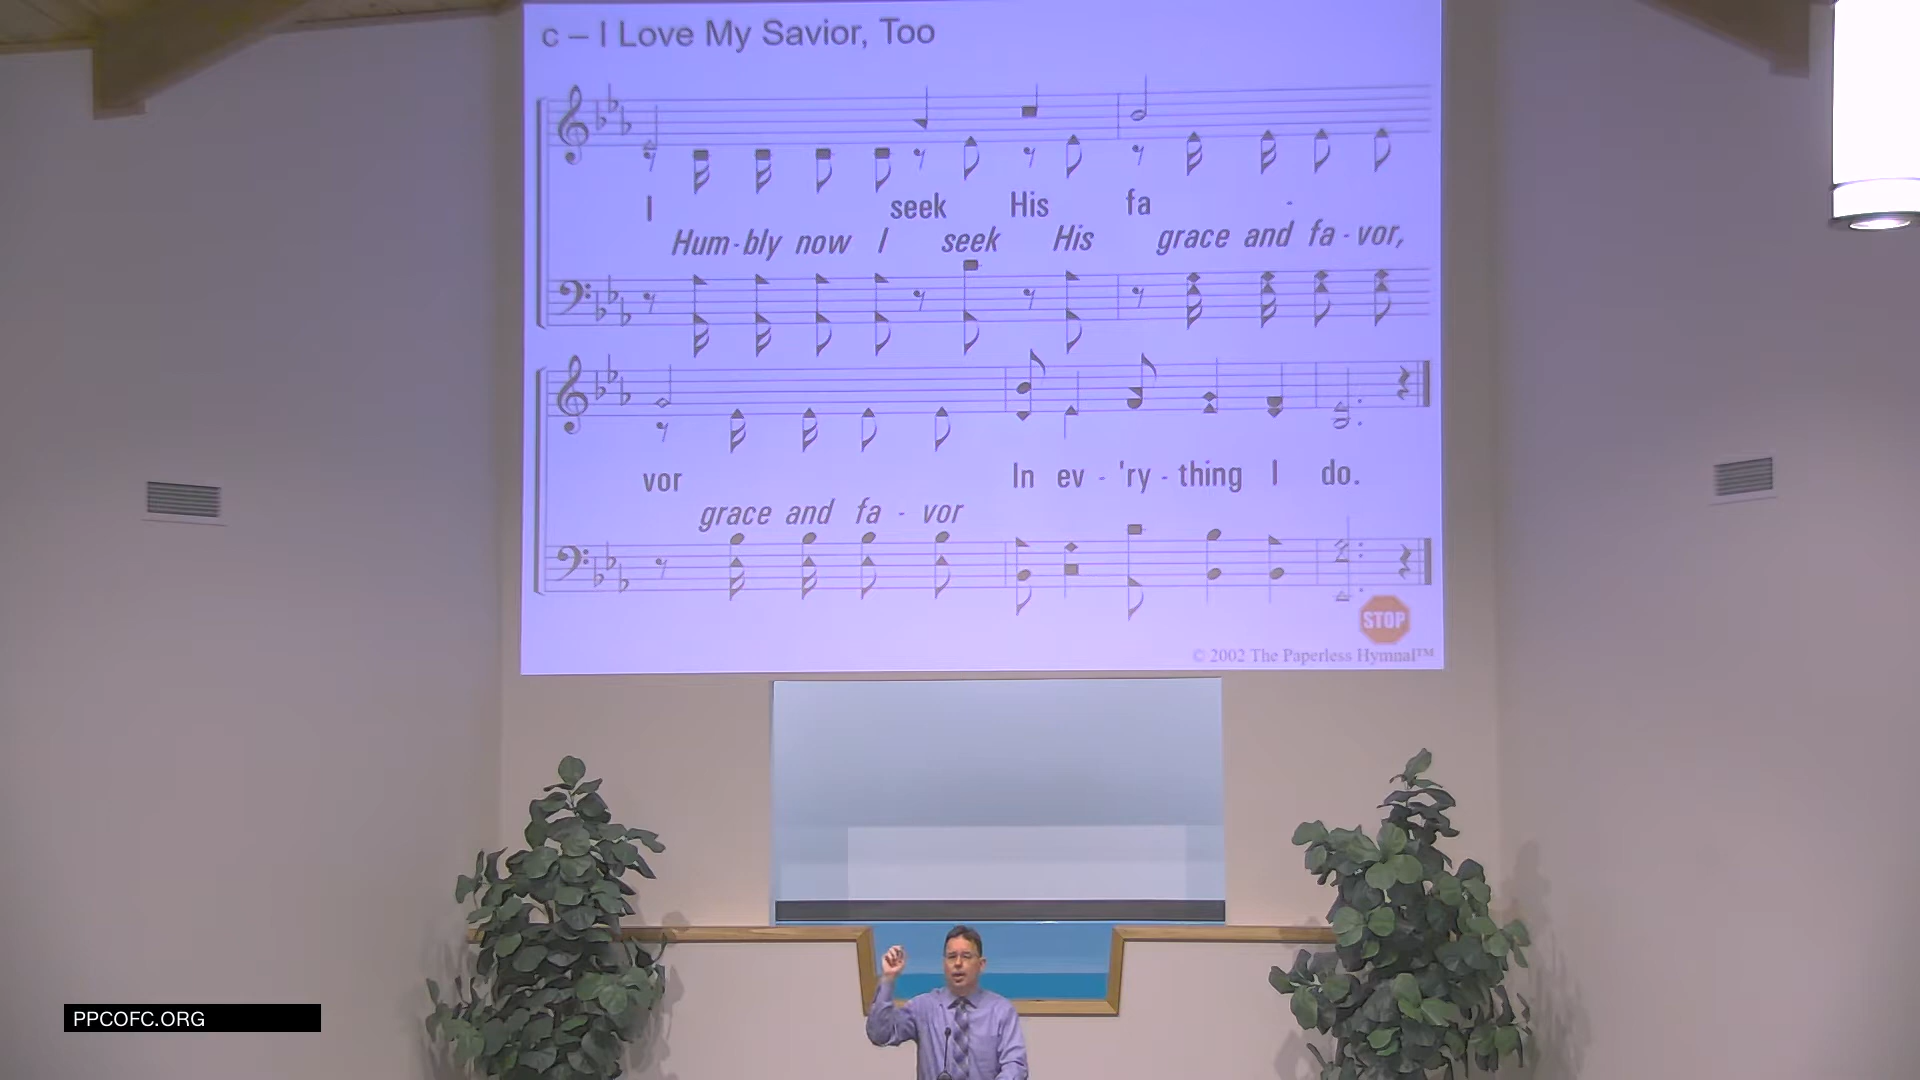 c – I Love My Savior, Too
I seek His fa -
Hum - bly now I seek His grace and fa - vor,
vor In ev - 'ry - thing I do.
grace and fa - vor
STOP
© 2002 The Paperless Hymnal™
PPCOFC.ORG